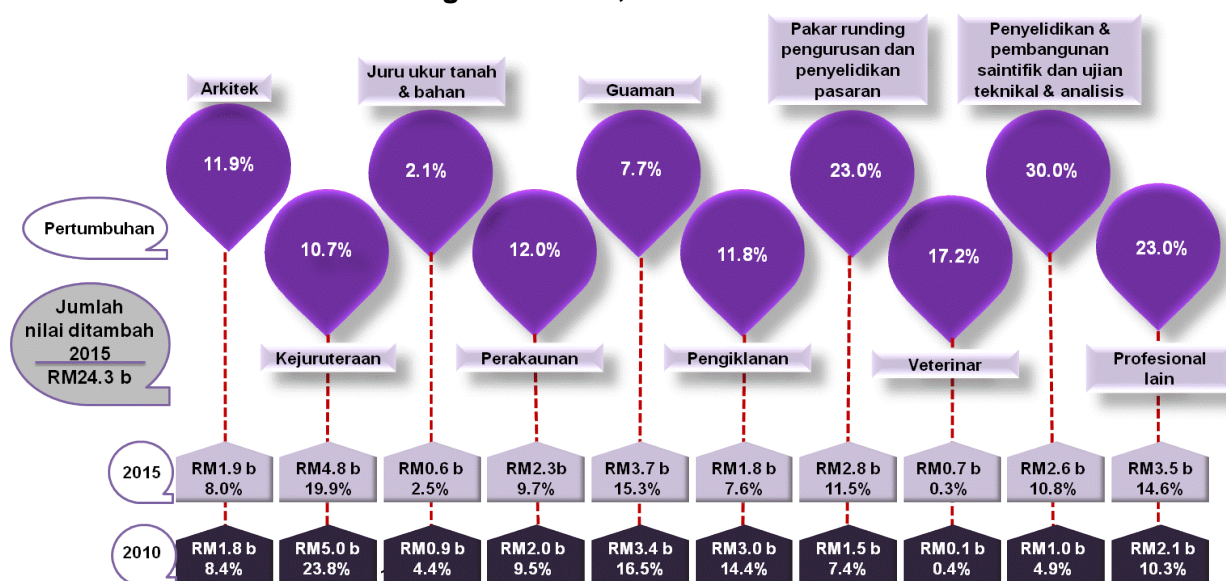 Arkitek
11.9%
Juru ukur tanah
& bahan
2.1%
Guaman
7.7%
Pakar runding
pengurusan dan
penyelidikan
pasaran
23.0%
Penyelidikan &
pembangunan
saintifik dan ujian
teknikal & analisis
30.0%
Pertumbuhan
10.7%
Kejuruteraan
12.0%
Perakaunan
11.8%
Pengiklanan
17.2%
Veterinar
23.0%
Profesional
lain
Jumlah
nilai ditambah
2015
RM24.3 b
2015
RM1.9 b
8.0%
RM4.8 b
19.9%
RM0.6 b
2.5%
RM2.3b
9.7%
RM3.7 b
15.3%
RM1.8 b
7.6%
RM2.8 b
11.5%
RM0.7 b
0.3%
RM2.6 b
10.8%
RM3.5 b
14.6%
2010
RM1.8 b
8.4%
RM5.0 b
23.8%
RM0.9 b
4.4%
RM2.0 b
9.5%
RM3.4 b
16.5%
RM3.0 b
14.4%
RM1.5 b
7.4%
RM0.1 b
0.4%
RM1.0 b
4.9%
RM2.1 b
10.3%